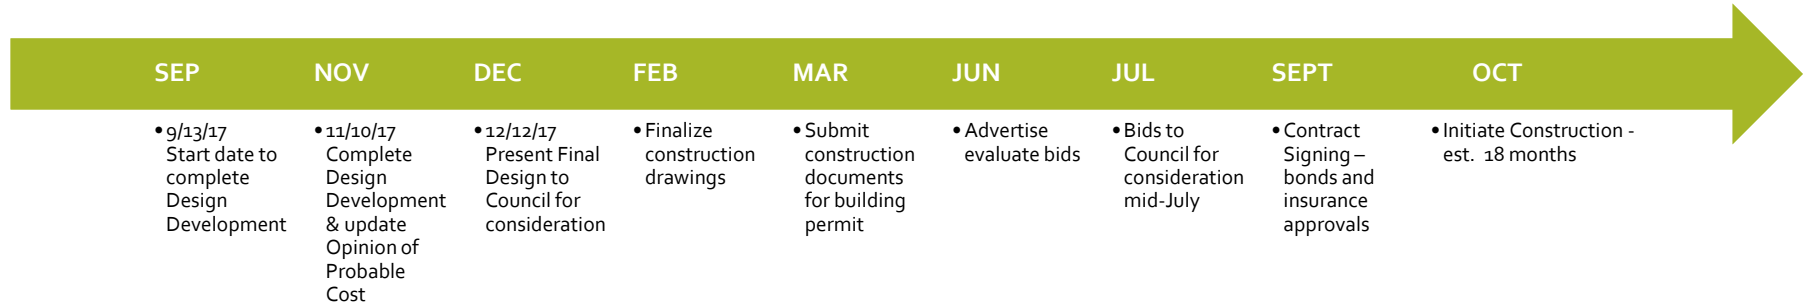 SEP
NOV
DEC
FEB
MAR
JUN
JUL
SEPT
OCT
•9/13/17
Start date to
complete
Design
Development
•11/10/17
Complete
Design
Development
& update
Opinion of
Probable
Cost
•12/12/17
Present Final
Design to
Council for
consideration
•Finalize
construction
drawings
•Submit
construction
documents
for building
permit
•Advertise
evaluate bids
•Bids to
Council for
consideration
mid-July
•Contract
Signing –
bonds and
insurance
approvals
•Initiate Construction -
est. 18 months